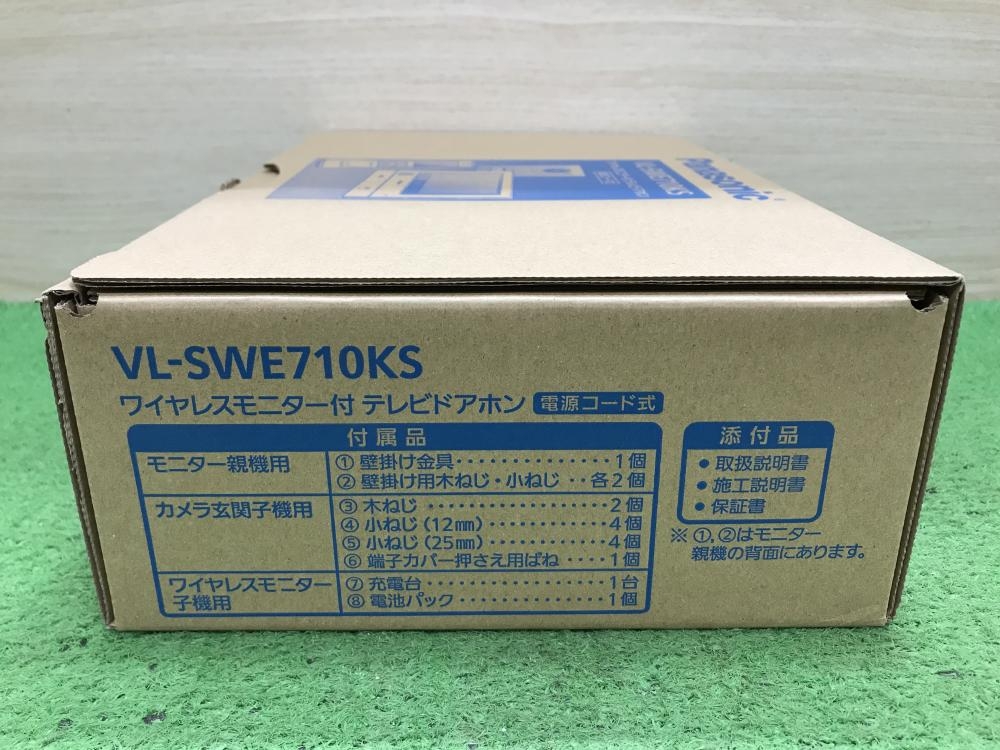 Panasonic
VL-SWE710KS
ワイヤレスモニター付 テレビドアホン 電源コード式
付属品
モニター親機用
① 壁掛け金具・・・・・・・・・・・・・・1個
② 壁掛け用木ねじ・小ねじ ・・各2個
カメラ玄関子機用
③ 木ねじ・・・・・・・・・・・・・・・・・2個
④ 小ねじ(12㎜)・・・・・・・・・・・4個
⑤ 小ねじ(25㎜)・・・・・・・・・・・4個
⑥ 端子カバー押さえ用ばね・・・・1個
ワイヤレスモニター
子機用
⑦ 充電台・・・・・・・・・・・・・・・・・1台
⑧ 電池パック・・・・・・・・・・・・・・1個
添付品
● 取扱説明書
● 施工説明書
● 保証書
※ ①,②はモニター
親機の背面にあります。